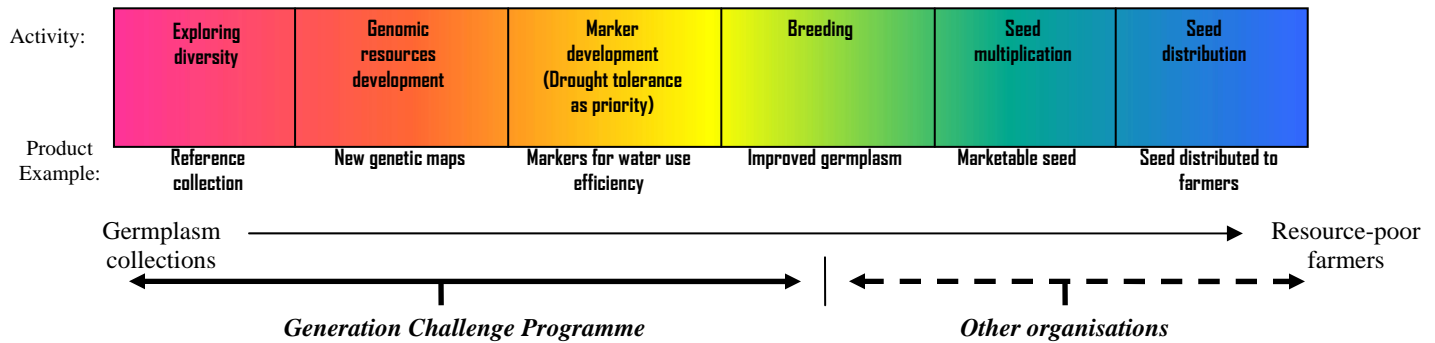 Activity:
Exploring
diversity
Genomic
resources
development
Marker
development
(Drought tolerance
as priority)
Breeding
Seed
multiplication
Seed
distribution
Product
Example:
Reference
collection
New genetic maps
Markers for water use
efficiency
Improved germplasm
Marketable seed
Seed distributed to
farmers
Germplasm
collections
Resource-poor
farmers
Generation Challenge Programme
Other organisations